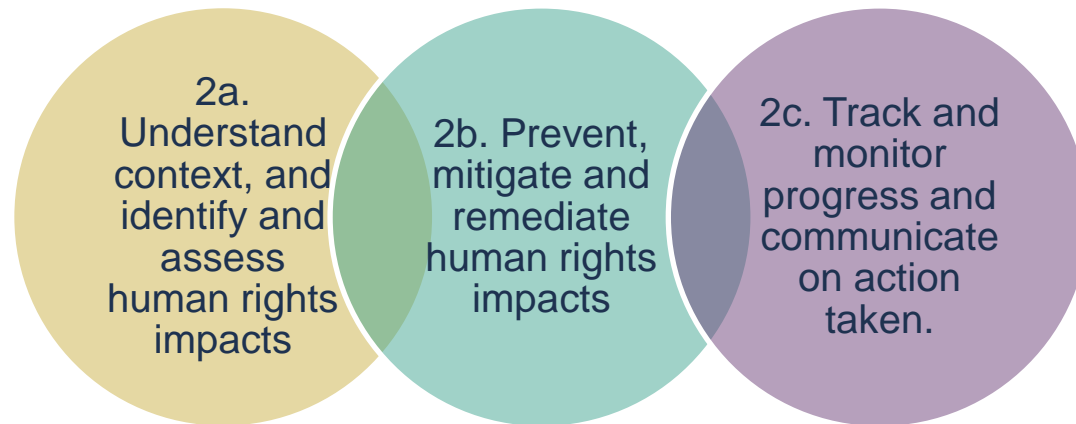 2a.
Understand
context, and
identify and
assess
human rights
impacts
2b. Prevent,
mitigate and
remediate
human rights
impacts
2c. Track and
monitor
progress and
communicate
on action
taken.